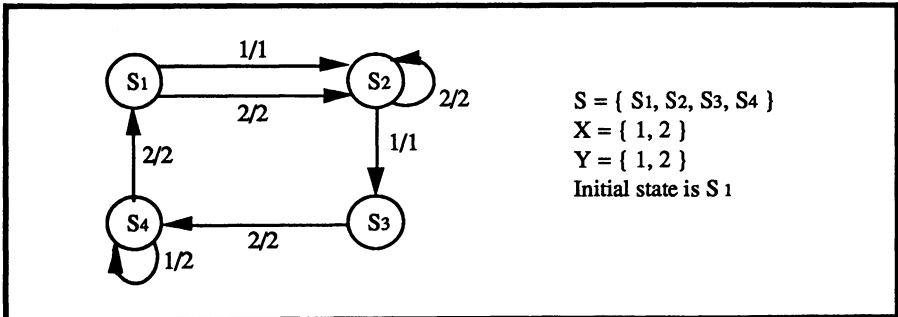 1/1
S1
S2
2/2
2/2
1/1
2/2
S4
S3
2/2
1/2
S = { S1, S2, S3, S4 }
X = { 1, 2 }
Y = { 1, 2 }
Initial state is S 1